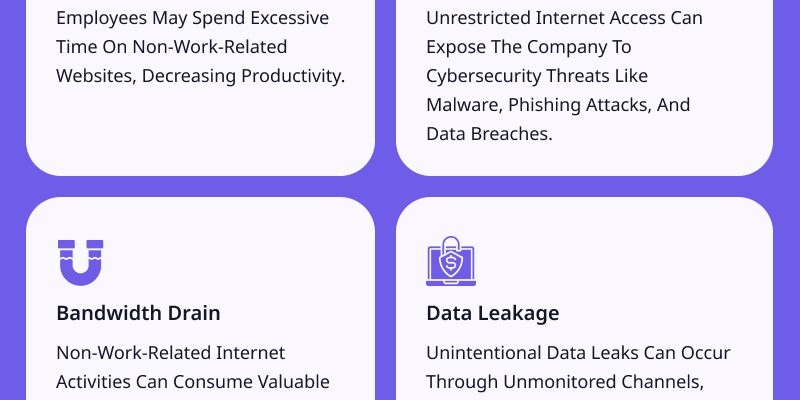 Employees May Spend Excessive
Time On Non-Work-Related
Websites, Decreasing Productivity.
Unrestricted Internet Access Can
Expose The Company To
Cybersecurity Threats Like
Malware, Phishing Attacks, And
Data Breaches.
Bandwidth Drain
Non-Work-Related Internet
Activities Can Consume Valuable
Data Leakage
Unintentional Data Leaks Can Occur
Through Unmonitored Channels,